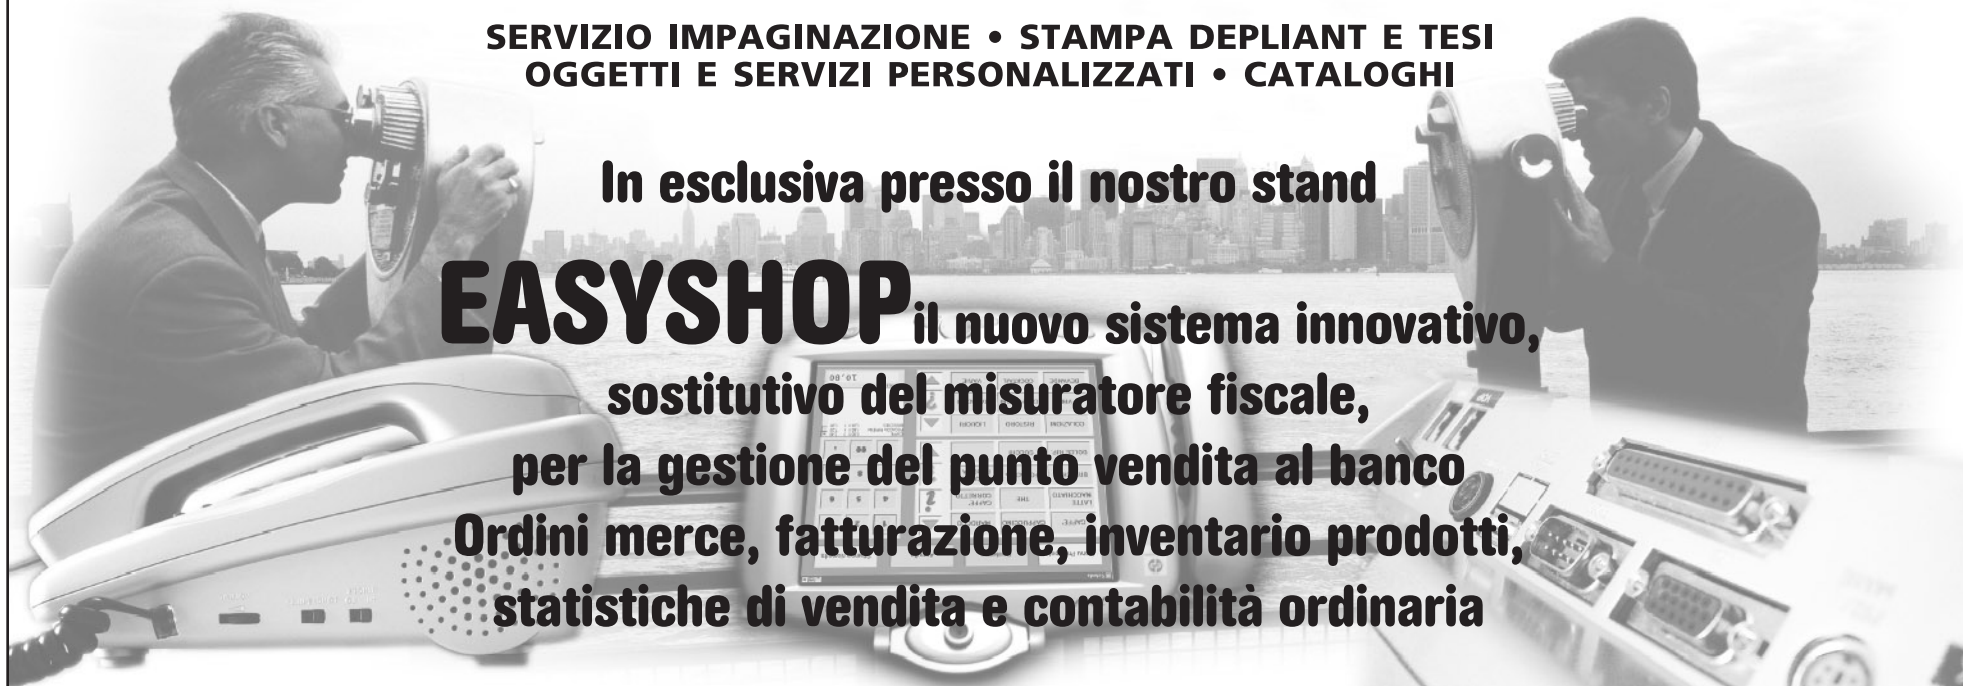 SERVIZIO IMPAGINAZIONE • STAMPA DEPLIANT E TESI
OGGETTI E SERVIZI PERSONALIZZATI • CATALOGHI
In esclusiva presso il nostro stand
EASYSHOP il nuovo sistema innovativo,
sostitutivo del misuratore fiscale,
per la gestione del punto vendita al banco
Ordini merce, fatturazione, inventario prodotti,
statistiche di vendita e contabilità ordinaria